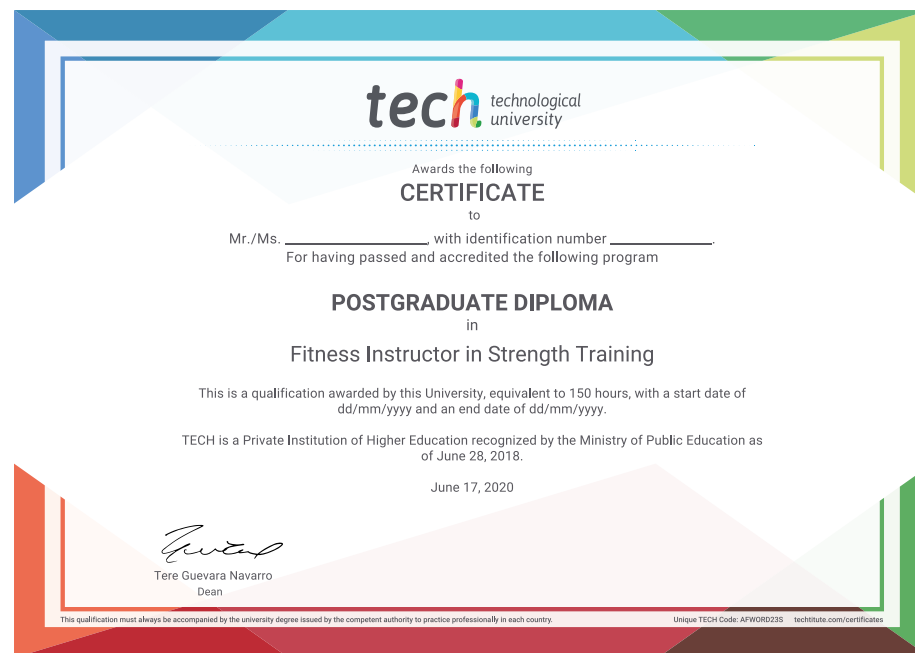 tech technological
university
Awards the following
CERTIFICATE
to
Mr./Ms. ____________________, with identification number ______________.
For having passed and accredited the following program
POSTGRADUATE DIPLOMA
in
Fitness Instructor in Strength Training
This is a qualification awarded by this University, equivalent to 150 hours, with a start date of
dd/mm/yyyy and an end date of dd/mm/yyyy.
TECH is a Private Institution of Higher Education recognized by the Ministry of Public Education as
of June 28, 2018.
June 17, 2020
Tere Guevara Navarro
Dean
This qualification must always be accompanied by the university degree issued by the competent authority to practice professionally in each country.
Unique TECH Code: AFWORD23S techtitute.com/certificates